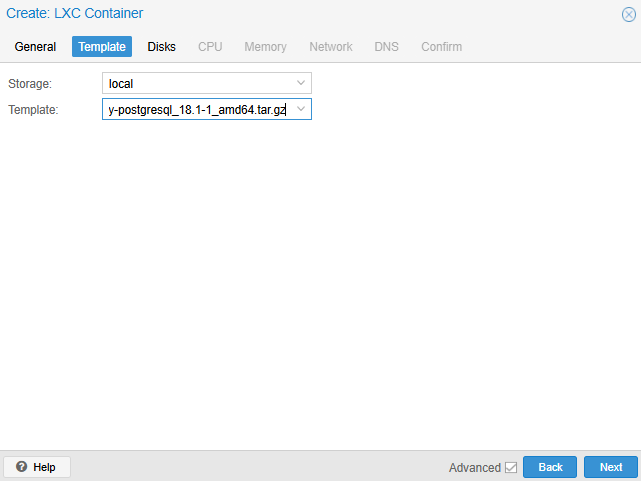 Create: LXC Container
General Template Disks CPU Memory Network DNS Confirm
Storage: local
Template: y-postgresql_18.1-1_amd64.tar.gz
Help Advanced Back Next